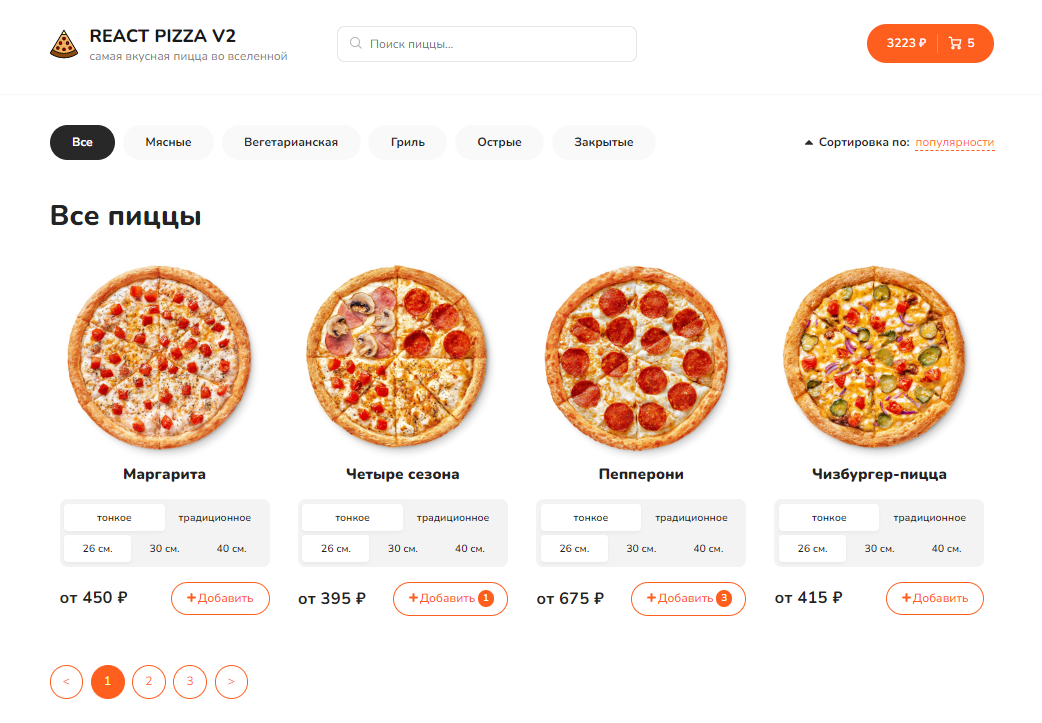 REACT PIZZA V2
самая вкусная пицца во вселенной
Поиск пиццы...
3223 ₽ 5
Все Мясные Вегетарианская Гриль Острые Закрытые
Сортировка по: популярности
Все пиццы
Маргарита Четыре сезона Пепперони Чизбургер-пицца
тонкое традиционное тонкое традиционное тонкое традиционное тонкое традиционное
26 см. 30 см. 40 см. 26 см. 30 см. 40 см. 26 см. 30 см. 40 см. 26 см. 30 см. 40 см.
от 450 ₽ +Добавить от 395 ₽ +Добавить 1 от 675 ₽ +Добавить 3 от 415 ₽ +Добавить
< 1 2 3 >